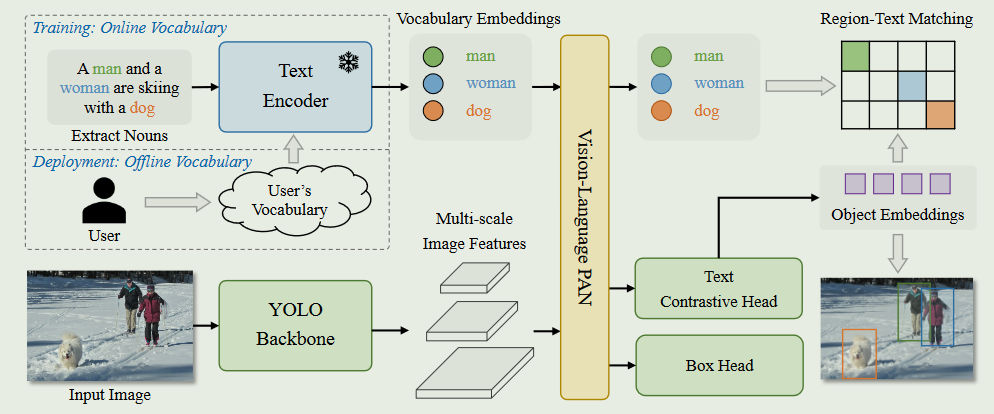 Training: Online Vocabulary
A man and a
woman are skiing
with a dog
Extract Nouns
Text
Encoder
Vocabulary Embeddings
man
woman
dog
man
woman
dog
Region-Text Matching
Deployment: Offline Vocabulary
User
User's
Vocabulary
Multi-scale
Image Features
Vision-Language PAN
Object Embeddings
Input Image
YOLO
Backbone
Text
Contrastive Head
Box Head